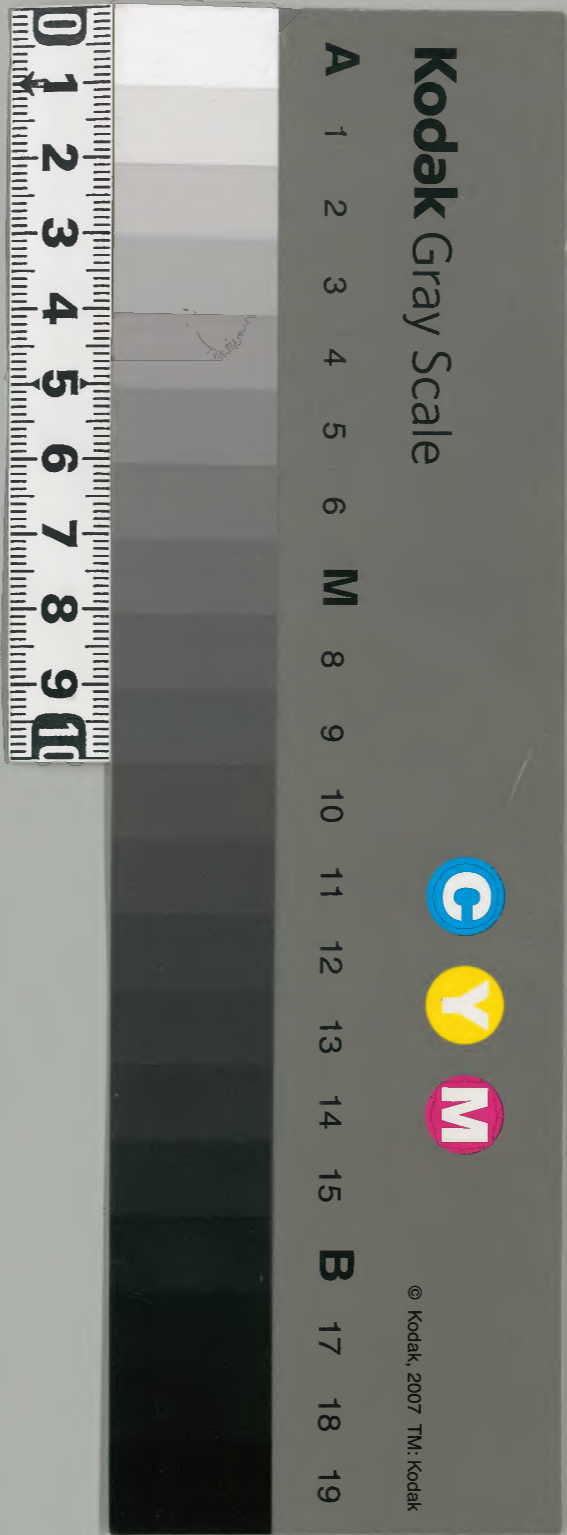 Kodak Gray Scale
C Y M
© Kodak, 2007 TM: Kodak
A 1 2 3 4 5 6 M 8 9 10 11 12 13 14 15 B 17 18 19
0 1 2 3 4 5 6 7 8 9 10